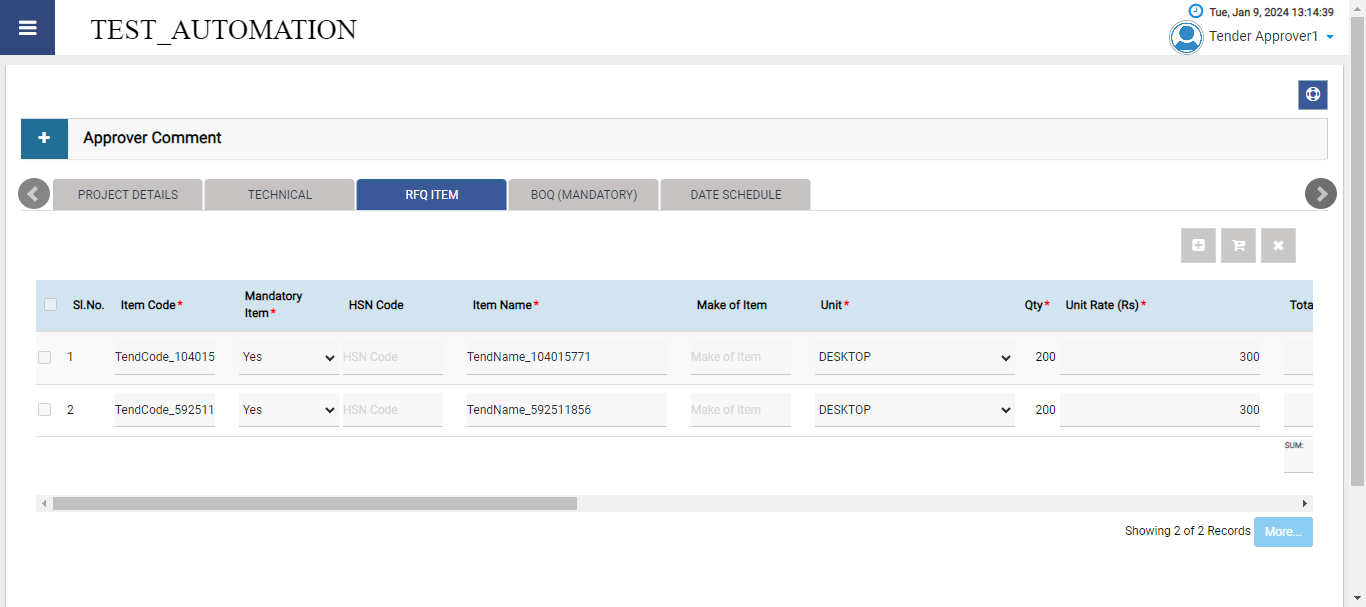 TEST_AUTOMATION
Tue, Jan 9, 2024 13:14:39
Tender Approver1
Approver Comment
PROJECT DETAILS TECHNICAL RFQ ITEM BOQ (MANDATORY) DATE SCHEDULE
Sl.No. Item Code* Mandatory Item* HSN Code Item Name* Make of Item Unit* Qty* Unit Rate (Rs)* Tota
1 TendCode_104015 Yes HSN Code TendName_104015771 Make of Item DESKTOP 200 300
2 TendCode_592511 Yes HSN Code TendName_592511856 Make of Item DESKTOP 200 300
SUM:
Showing 2 of 2 Records More...